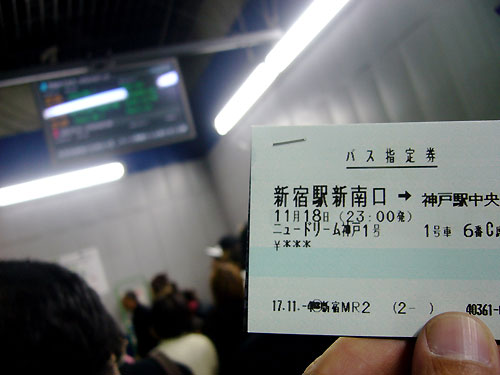 バス指定券
新宿駅新南口 → 神戸駅中央
11月18日(23:00発)
ニュードリーム神戸1号 1号車 6番C席
¥***
17.11.- 新宿MR2 (2- ) 40361-